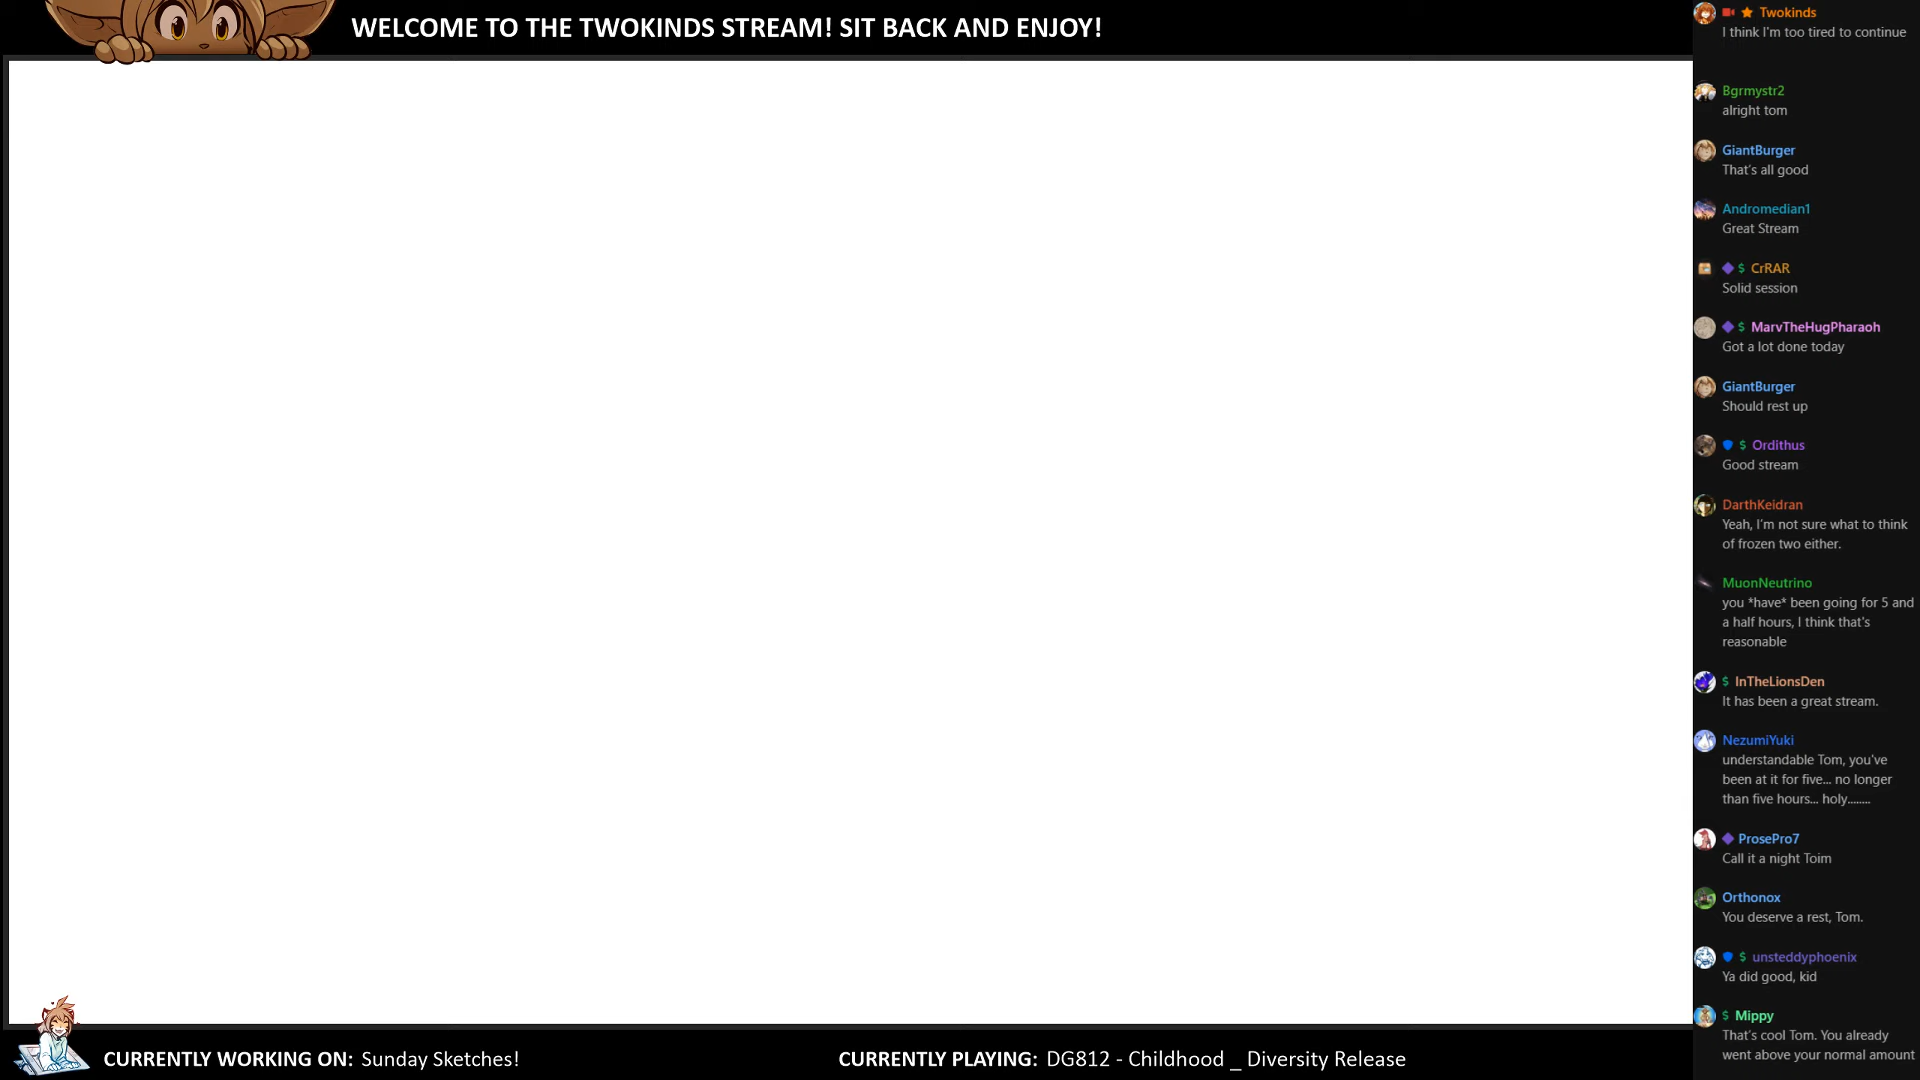 WELCOME TO THE TWOKINDS STREAM! SIT BACK AND ENJOY!
Twokinds
I think I'm too tired to continue
Bgrmystr2
alright tom
GiantBurger
That's all good
Andromedian1
Great Stream
$ CrRAR
Solid session
$ MarvTheHugPharaoh
Got a lot done today
GiantBurger
Should rest up
$ Ordithus
Good stream
DarthKeidran
Yeah, I'm not sure what to think
of frozen two either.
MuonNeutrino
you *have* been going for 5 and
a half hours, I think that's
reasonable
$ InTheLionsDen
It has been a great stream.
NezumiYuki
understandable Tom, you've
been at it for five... no longer
than five hours... holy........
ProsePro7
Call it a night Toim
Orthonox
You deserve a rest, Tom.
$ unsteddyphoenix
Ya did good, kid
$ Mippy
That's cool Tom. You already
went above your normal amount
CURRENTLY WORKING ON: Sunday Sketches!
CURRENTLY PLAYING: DG812 - Childhood _ Diversity Release